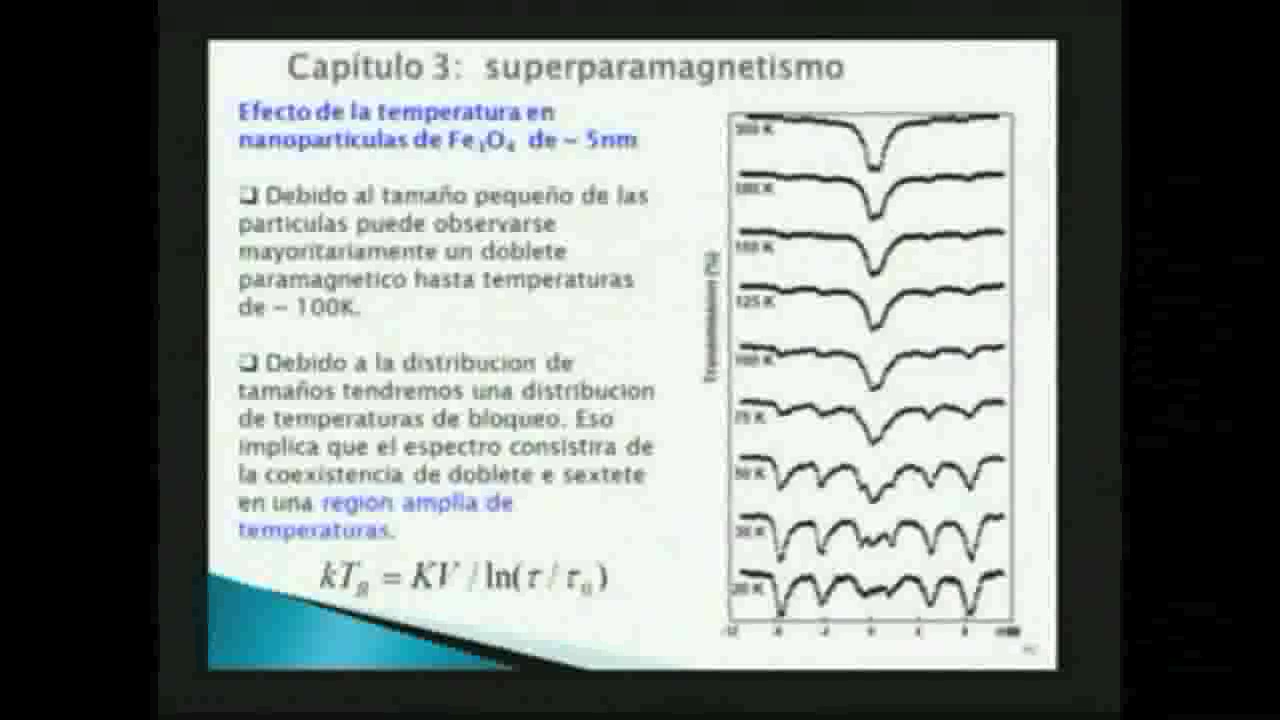 Capítulo 3: superparamagnetismo
Efecto de la temperatura en
nanoparticulas de Fe3O4 de ~ 5nm
❑ Debido al tamaño pequeño de las
particulas puede observarse
mayoritariamente un doblete
paramagnetico hasta temperaturas
de ~ 100K.
❑ Debido a la distribucion de
tamaños tendremos una distribucion
de temperaturas de bloqueo. Eso
implica que el espectro consistira de
la coexistencia de doblete e sextete
en una region amplia de
temperaturas.
kT_B = KV / ln(τ / τ_0)
300 K
125 K
100 K
75 K
50 K
30 K
20 K